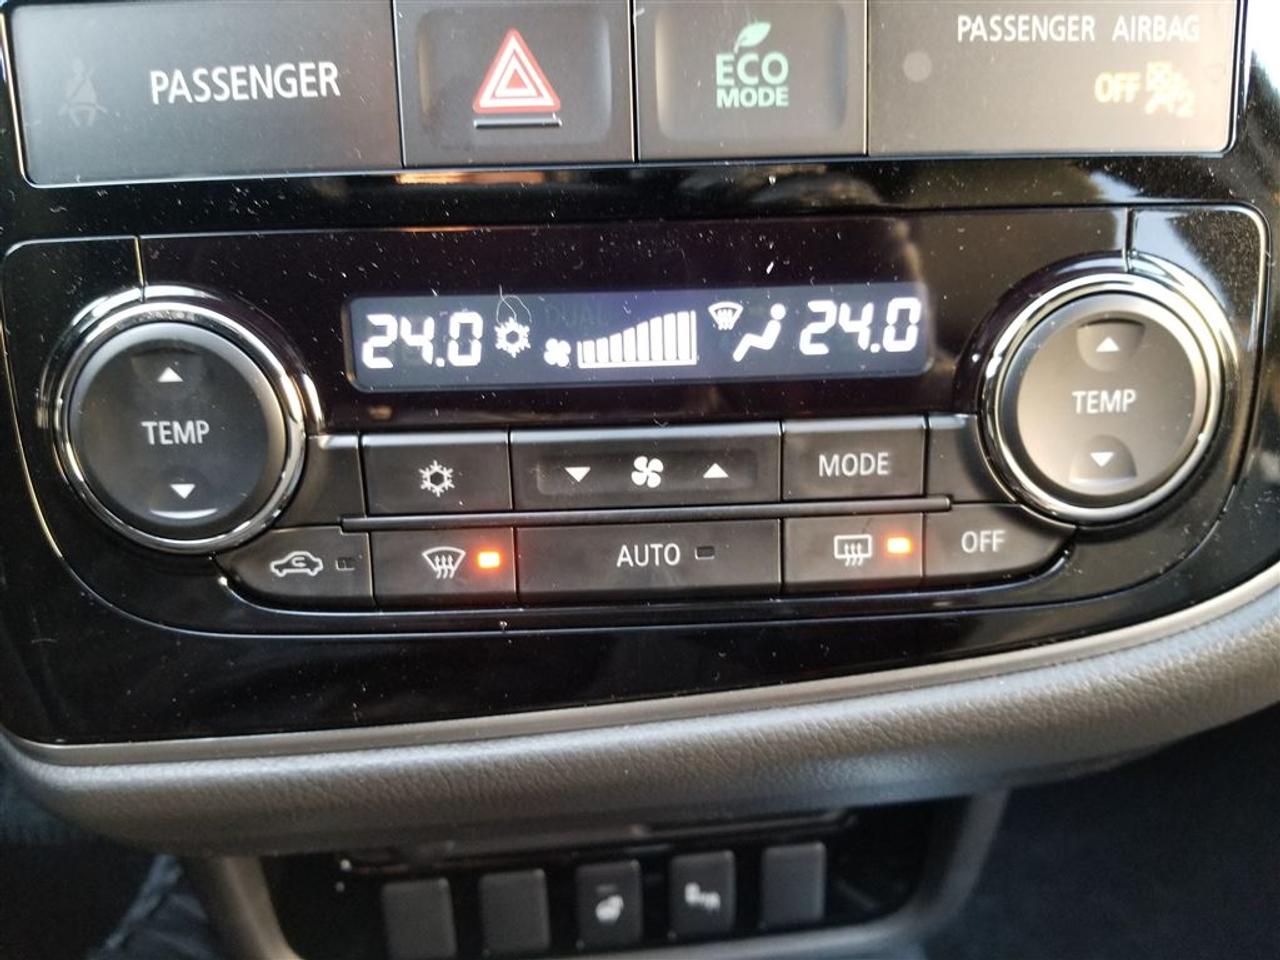 PASSENGER
ECO
MODE
PASSENGER AIRBAG
OFF
24.0
24.0
TEMP
MODE
TEMP
AUTO
OFF